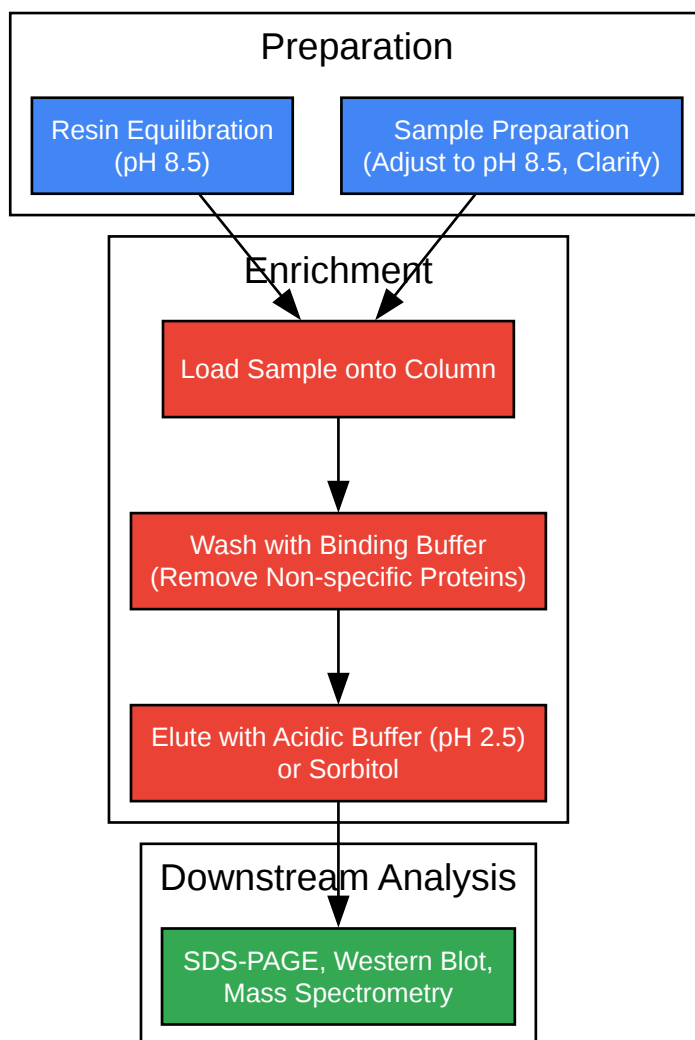 Preparation
Resin Equilibration
(pH 8.5)
Sample Preparation
(Adjust to pH 8.5, Clarify)
Enrichment
Load Sample onto Column
Wash with Binding Buffer
(Remove Non-specific Proteins)
Elute with Acidic Buffer (pH 2.5)
or Sorbitol
Downstream Analysis
SDS-PAGE, Western Blot,
Mass Spectrometry